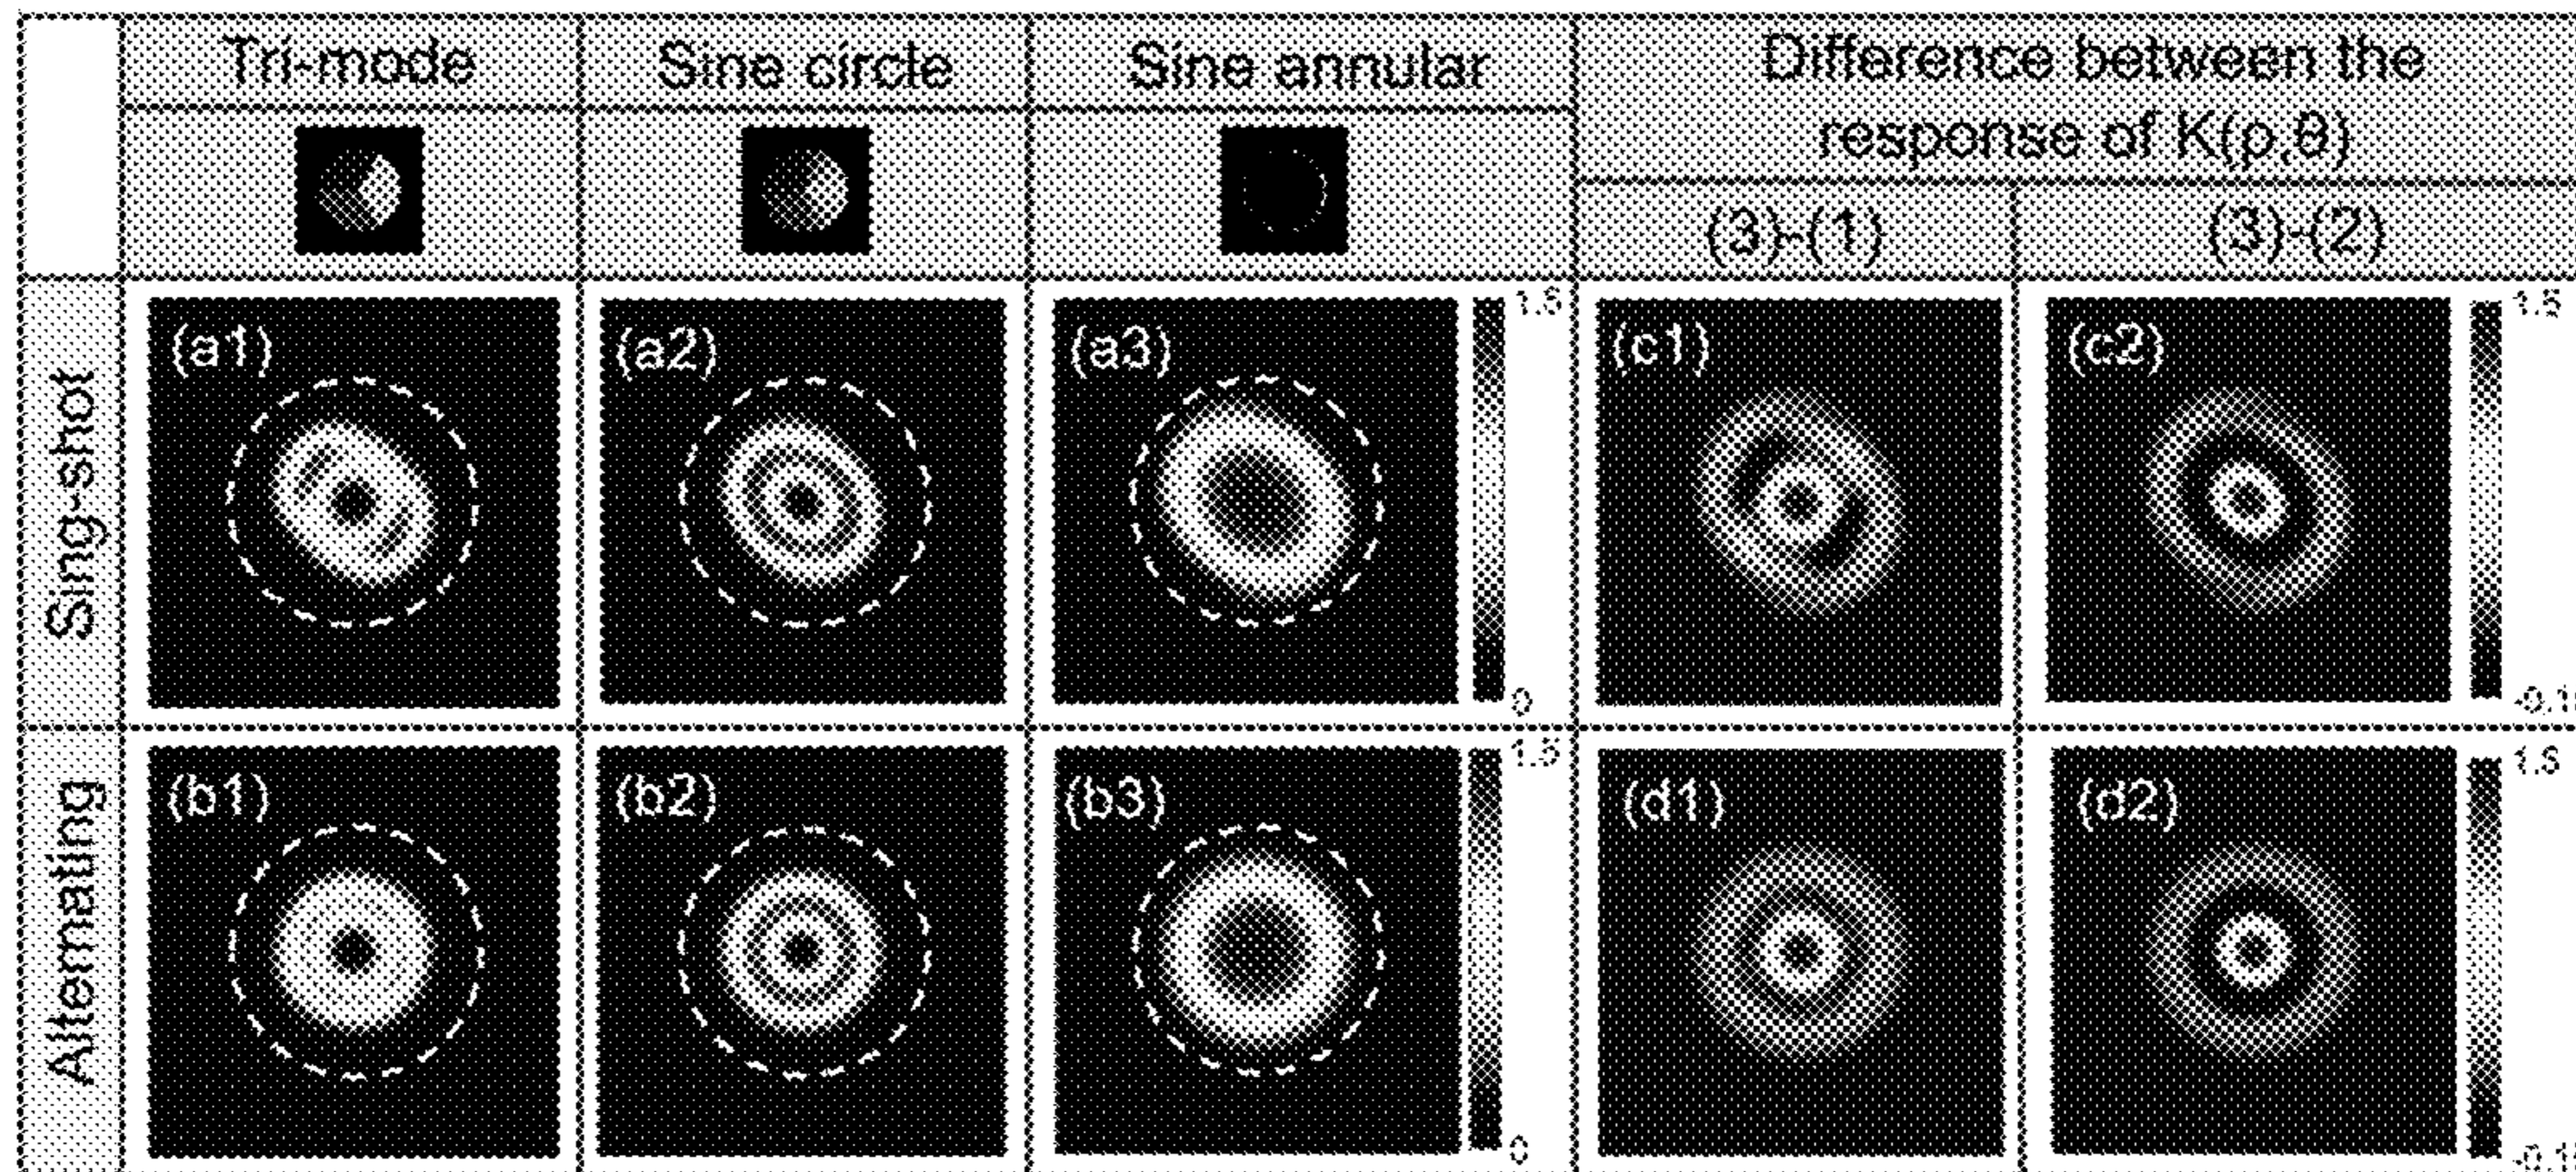 Tri-mode
Sine circle
Sine annular
Difference between the
response of K(ρ,θ)
(3)-(1)
(3)-(2)
Sing-shot
(a1)
(a2)
(a3)
1.5
0
(c1)
(c2)
1.5
Alternating
(b1)
(b2)
(b3)
1.5
0
(d1)
(d2)
1.5